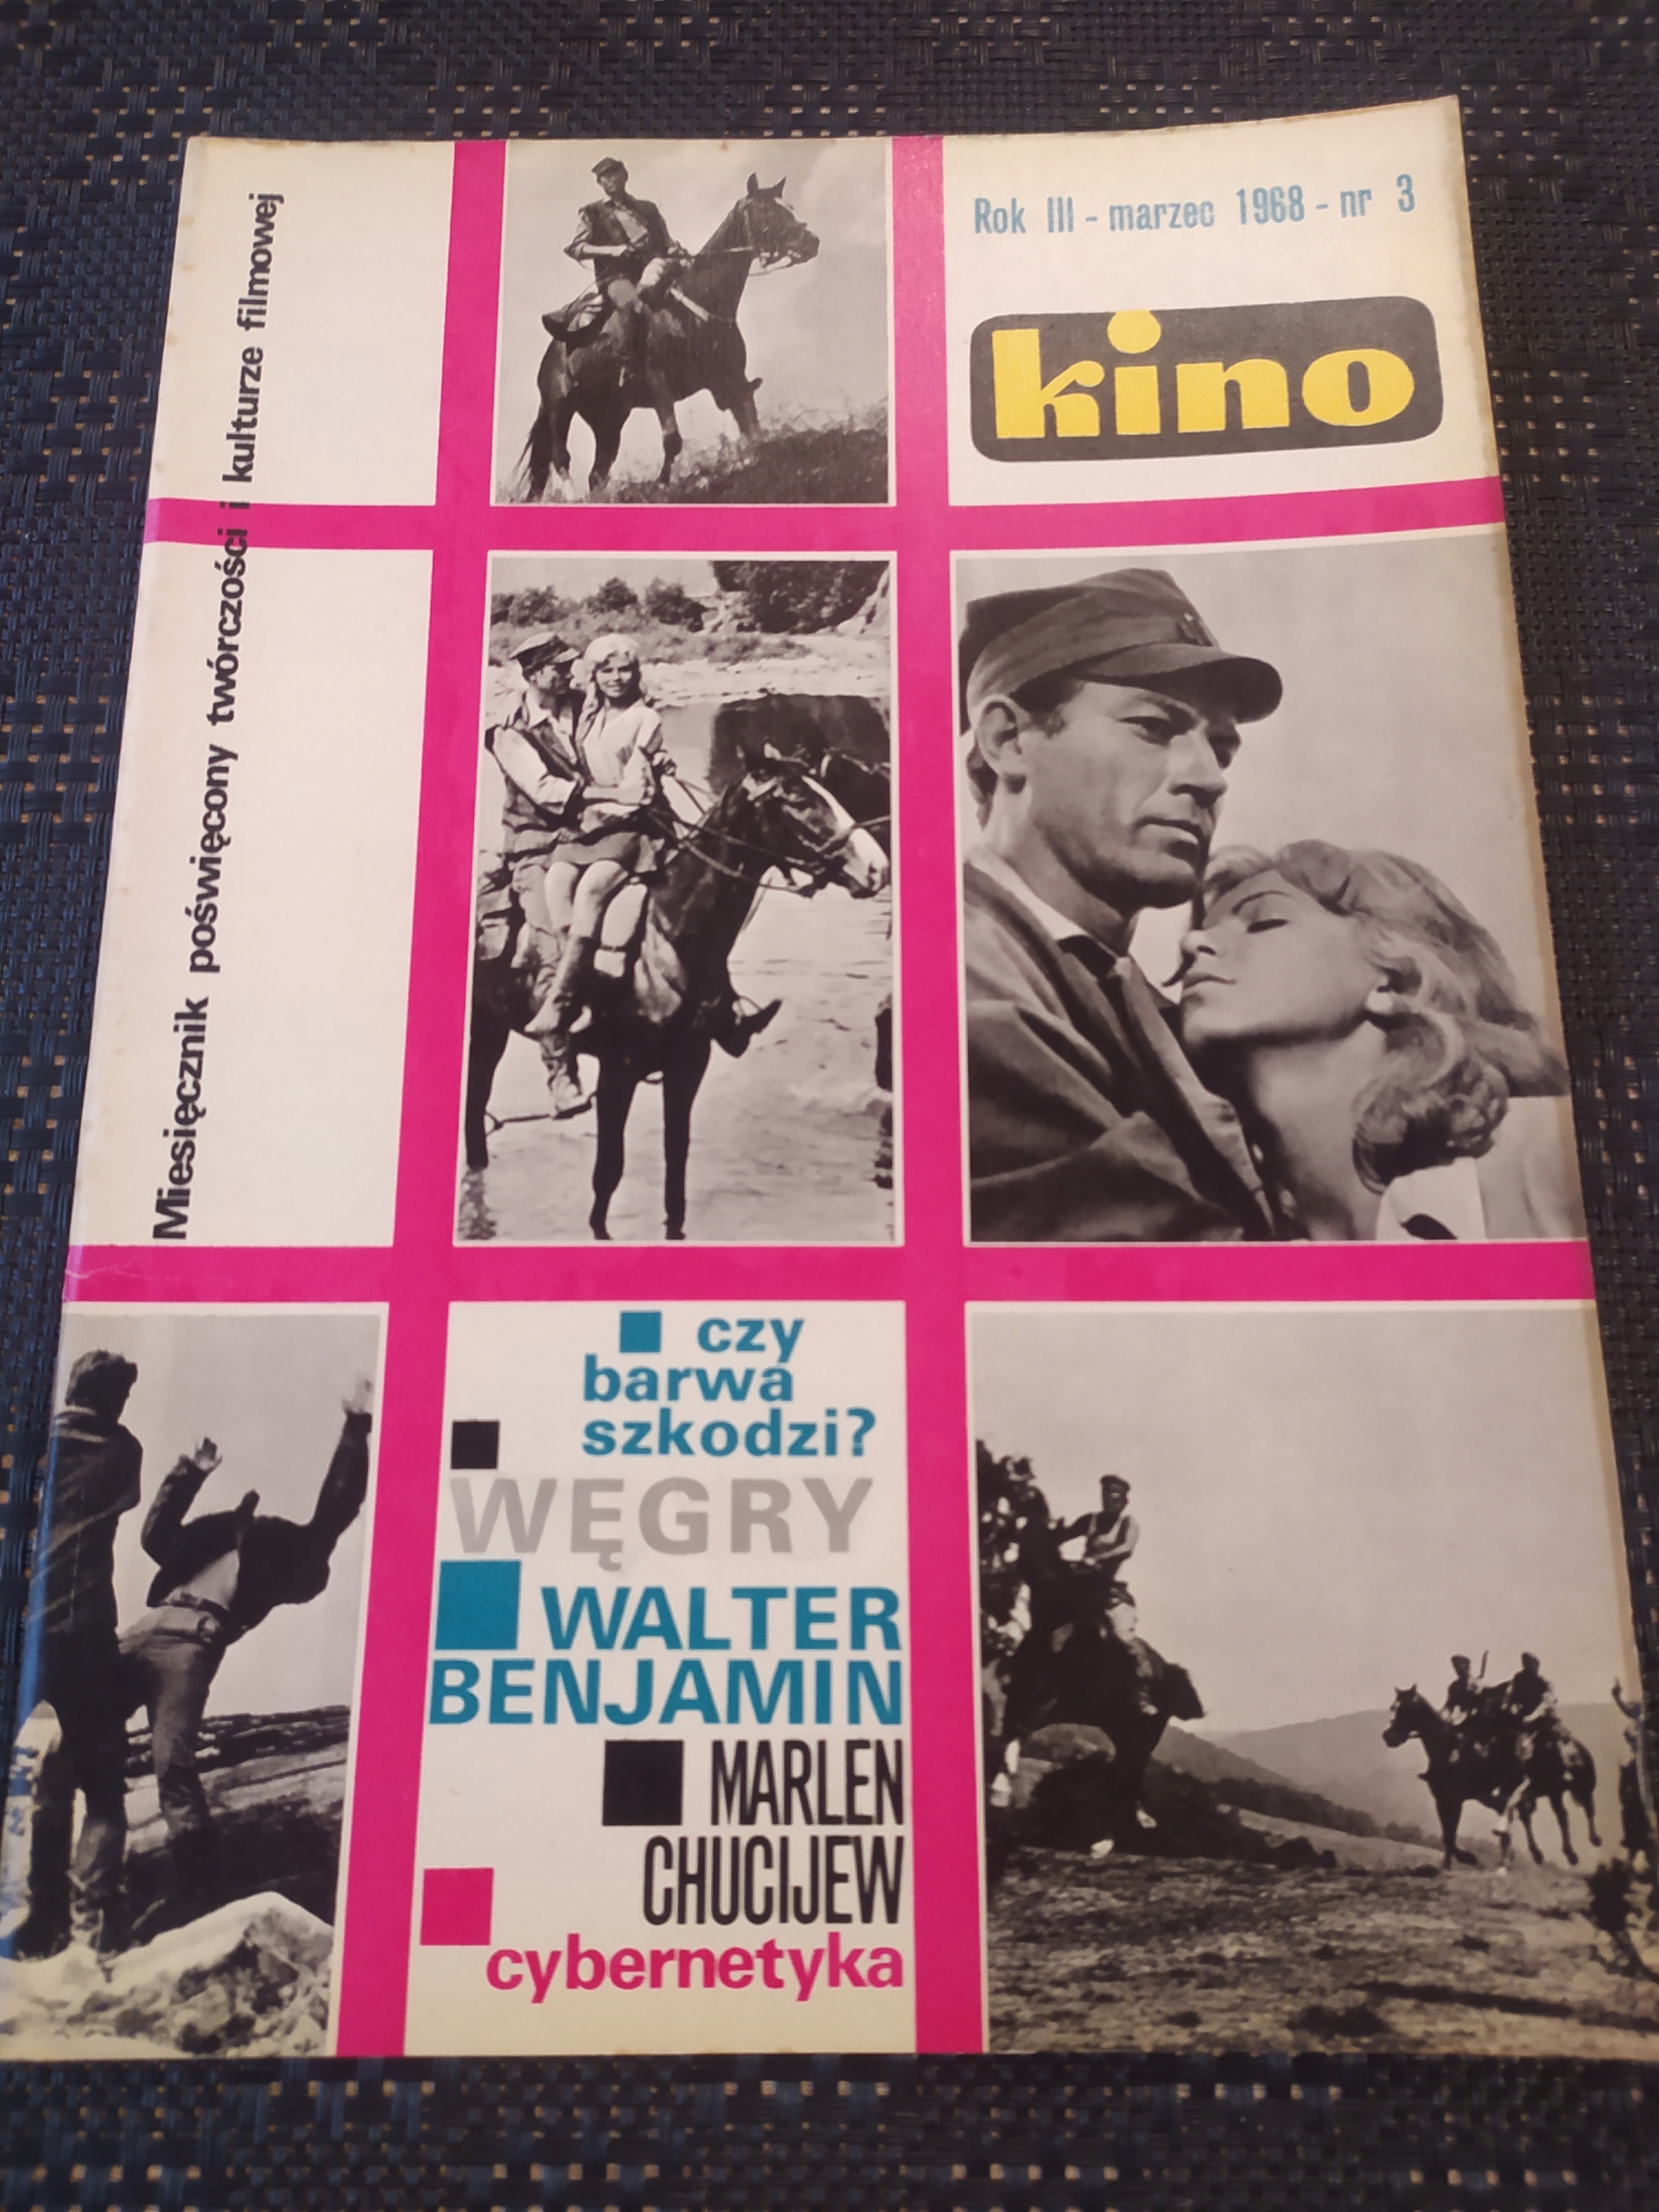 Miesięcznik poświęcony twórczości i kulturze filmowej
Rok III - marzec 1968 - nr 3
kino
czy
barwa
szkodzi?
WĘGRY
WALTER
BENJAMIN
MARLEN
CHUCIJEW
cybernetyka